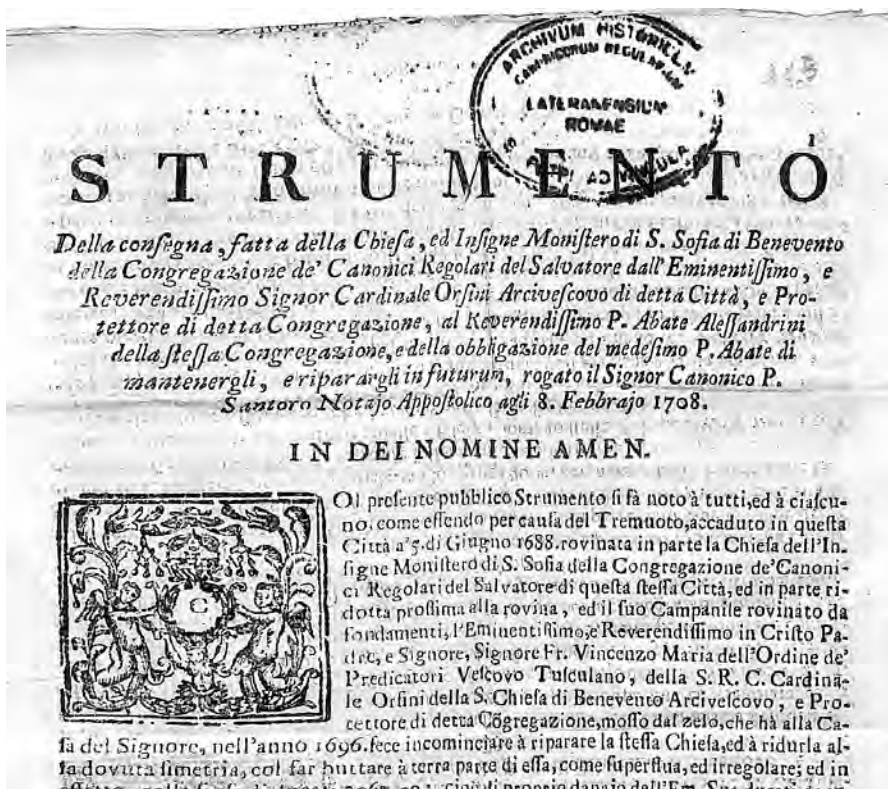 ARCHIVUM HISTORICUM
CANONICORUM REGULARIUM
LATERANENSIUM
ROMAE
S. PETRI AD VINCULA
113
1
STRUMENTO
Della consegna, fatta della Chiesa, ed Insigne Monistero di S. Sofia di Benevento
della Congregazione de' Canonici Regolari del Salvatore dall'Eminentissimo, e
Reverendissimo Signor Cardinale Orsini Arcivescovo di detta Città, e Pro-
tettore di detta Congregazione, al Reverendissimo P. Abate Alessandrini
della stessa Congregazione, e della obbligazione del medesimo P. Abate di
mantenergli, e riparargli in futurum, rogato il Signor Canonico P.
Santoro Notajo Appostolico agli 8. Febbrajo 1708.
IN DEI NOMINE AMEN.
COl presente pubblico Strumento si fà noto à tutti, ed à ciascu-
no, come essendo per causa del Tremuoto, accaduto in questa
Città a' 5. di Giugno 1688. rovinata in parte la Chiesa dell'In-
signe Monistero di S. Sofia della Congregazione de' Canoni-
ci Regolari del Salvatore di questa stessa Città, ed in parte ri-
dotta prossima alla rovina, ed il suo Campanile rovinato da
fondamenti, l'Eminentissimo, e Reverendissimo in Cristo Pa-
dre, e Signore, Signore Fr. Vincenzo Maria dell'Ordine de'
Predicatori Vescovo Tusculano, della S. R. C. Cardina-
le Orsini della S. Chiesa di Benevento Arcivescovo, e Pro-
tettore di detta Cõgregazione, mosso dal zelo, che hà alla Ca-
sa del Signore, nell'anno 1696. fece incominciare à riparare la stessa Chiesa, ed à ridurla al-
la dovuta simetria, col far buttare à terra parte di essa, come superflua, ed irregolare; ed in